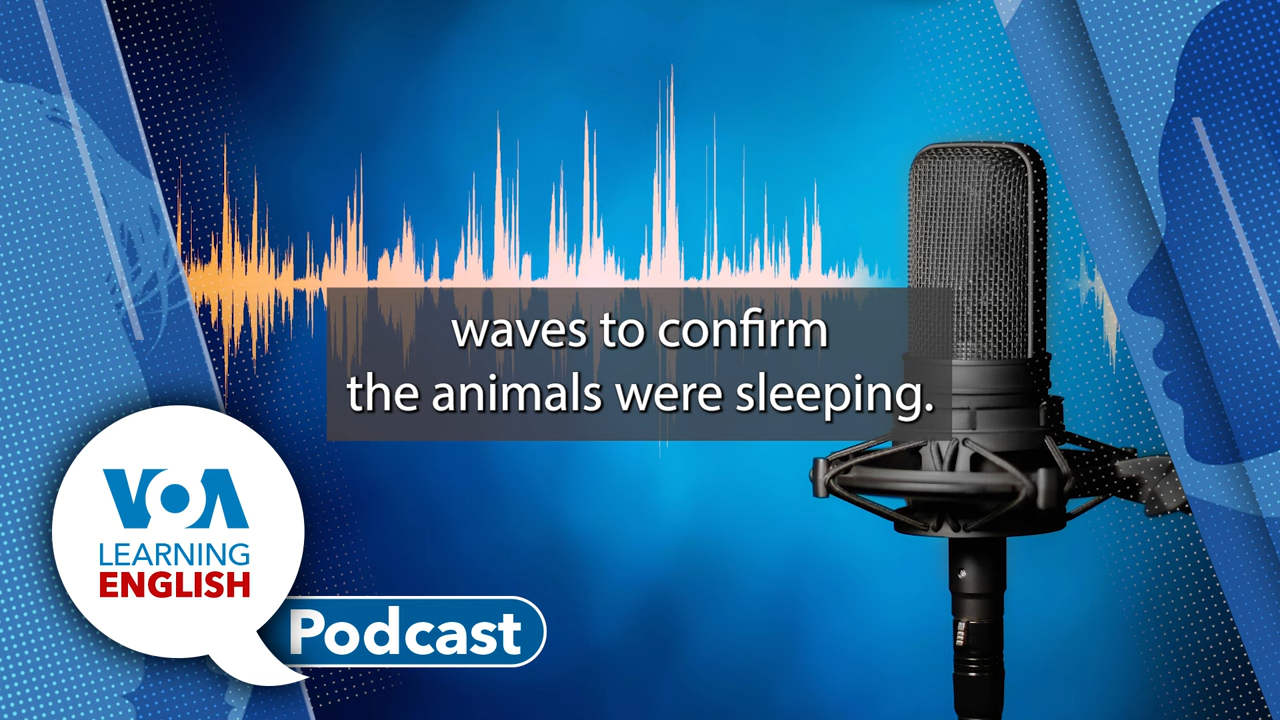 waves to confirm
the animals were sleeping.
VOA
LEARNING
ENGLISH
Podcast